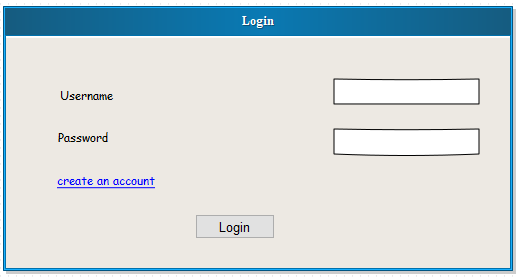 Login
Username
Password
create an account
Login